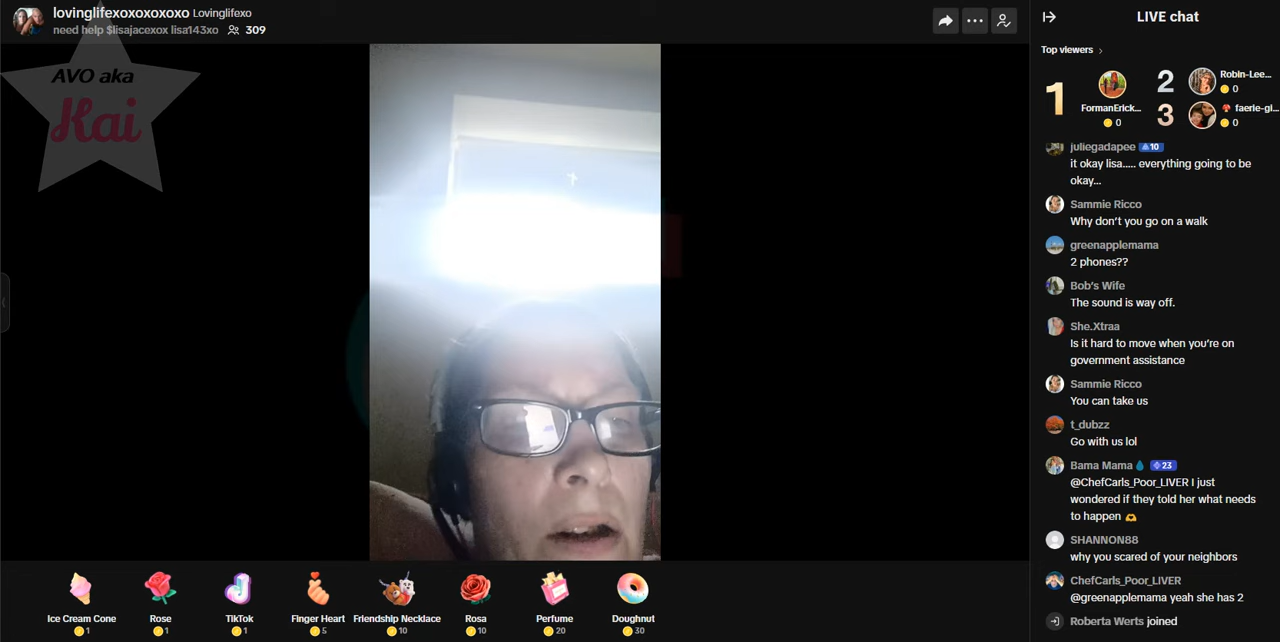 lovinglifexoxoxoxoxo Lovinglifexo
need help $lisajacexox lisa143xo 309
AVO aka
Kai
LIVE chat
Top viewers
1
FormanErick...
0
2
Robin-Lee...
0
3
faerie-gi...
0
juliegadapee 10
it okay lisa..... everything going to be
okay...
Sammie Ricco
Why don't you go on a walk
greenapplemama
2 phones??
Bob's Wife
The sound is way off.
She.Xtraa
Is it hard to move when you're on
government assistance
Sammie Ricco
You can take us
t_dubzz
Go with us lol
Bama Mama 23
@ChefCarls_Poor_LIVER I just
wondered if they told her what needs
to happen
SHANNON88
why you scared of your neighbors
ChefCarls_Poor_LIVER
@greenapplemama yeah she has 2
Roberta Werts joined
Ice Cream Cone
1
Rose
1
TikTok
1
Finger Heart
5
Friendship Necklace
10
Rosa
10
Perfume
20
Doughnut
30